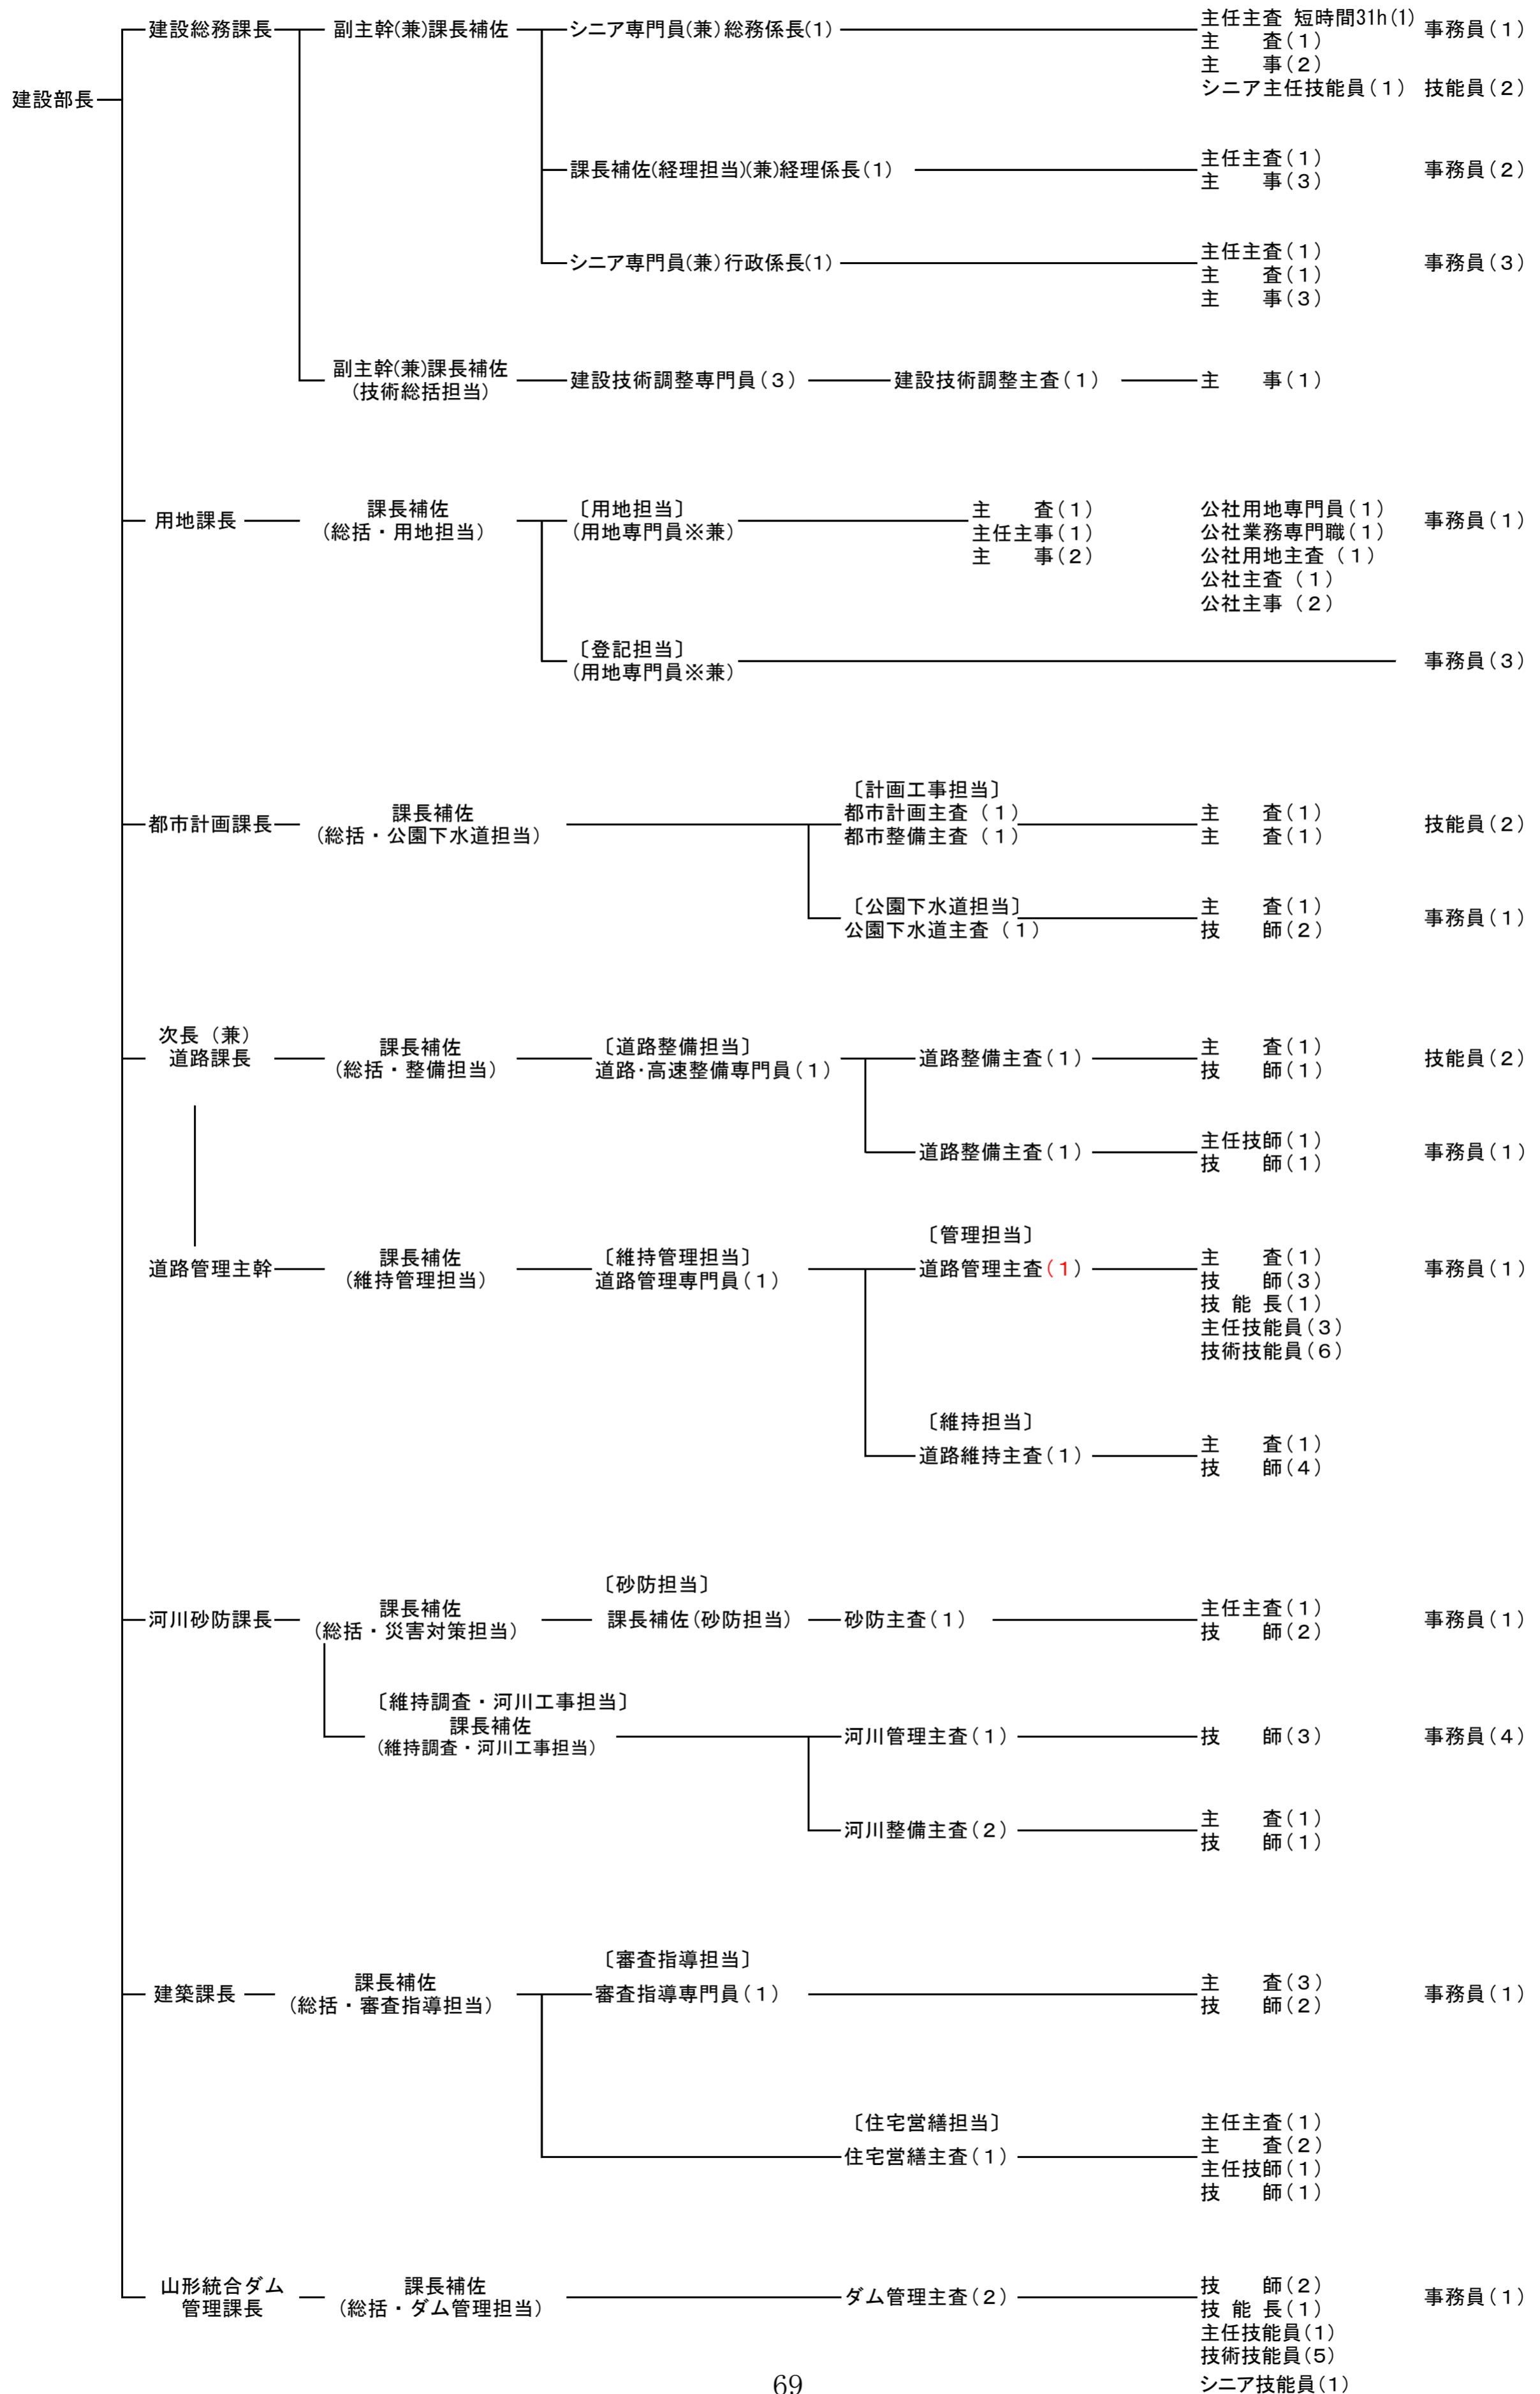 建設部長
建設総務課長
副主幹(兼)課長補佐
シニア専門員(兼)総務係長(1)
主任主査 短時間31h(1)
主　　査(1)
主　　事(2)
シニア主任技能員(1)
事務員(1)
技能員(2)
課長補佐(経理担当)(兼)経理係長(1)
主任主査(1)
主　　事(3)
事務員(2)
シニア専門員(兼)行政係長(1)
主任主査(1)
主　　査(1)
主　　事(3)
事務員(3)
副主幹(兼)課長補佐
(技術総括担当)
建設技術調整専門員(3)
建設技術調整主査(1)
主　　事(1)
用地課長
課長補佐
(総括・用地担当)
〔用地担当〕
(用地専門員※兼)
主　　査(1)
主任主事(1)
主　　事(2)
公社用地専門員(1)
公社業務専門職(1)
公社用地主査(1)
公社主査(1)
公社主事(2)
事務員(1)
〔登記担当〕
(用地専門員※兼)
事務員(3)
都市計画課長
課長補佐
(総括・公園下水道担当)
〔計画工事担当〕
都市計画主査(1)
都市整備主査(1)
主　　査(1)
主　　査(1)
技能員(2)
〔公園下水道担当〕
公園下水道主査(1)
主　　査(1)
技　　師(2)
事務員(1)
次長(兼)
道路課長
課長補佐
(総括・整備担当)
〔道路整備担当〕
道路・高速整備専門員(1)
道路整備主査(1)
主　　査(1)
技　　師(1)
技能員(2)
道路整備主査(1)
主任技師(1)
技　　師(1)
事務員(1)
道路管理主幹
課長補佐
(維持管理担当)
〔維持管理担当〕
道路管理専門員(1)
〔管理担当〕
道路管理主査(1)
主　　査(1)
技　　師(3)
技 能 長(1)
主任技能員(3)
技術技能員(6)
事務員(1)
〔維持担当〕
道路維持主査(1)
主　　査(1)
技　　師(4)
河川砂防課長
課長補佐
(総括・災害対策担当)
〔砂防担当〕
課長補佐(砂防担当)
砂防主査(1)
主任主査(1)
技　　師(2)
事務員(1)
〔維持調査・河川工事担当〕
課長補佐
(維持調査・河川工事担当)
河川管理主査(1)
技　　師(3)
事務員(4)
河川整備主査(2)
主　　査(1)
技　　師(1)
建築課長
課長補佐
(総括・審査指導担当)
〔審査指導担当〕
審査指導専門員(1)
主　　査(3)
技　　師(2)
事務員(1)
〔住宅営繕担当〕
住宅営繕主査(1)
主任主査(1)
主　　査(2)
主任技師(1)
技　　師(1)
山形統合ダム
管理課長
課長補佐
(総括・ダム管理担当)
ダム管理主査(2)
技　　師(2)
技 能 長(1)
主任技能員(1)
技術技能員(5)
シニア技能員(1)
事務員(1)
69